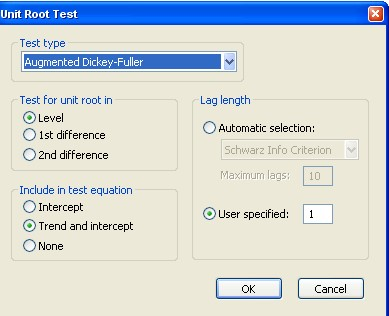 Unit Root Test
Test type
Augmented Dickey-Fuller
Test for unit root in
Level
1st difference
2nd difference
Include in test equation
Intercept
Trend and intercept
None
Lag length
Automatic selection:
Schwarz Info Criterion
Maximum lags: 10
User specified: 1
OK
Cancel